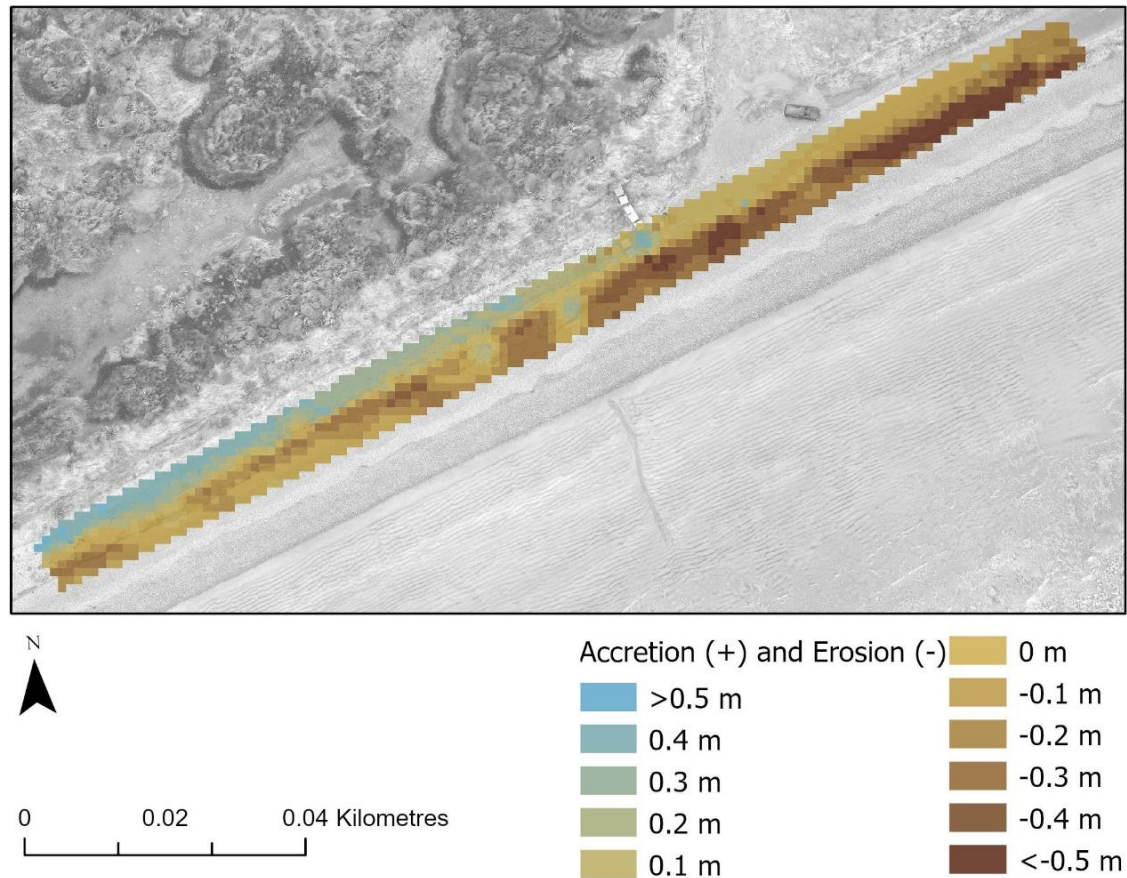 N
0 0.02 0.04 Kilometres
Accretion (+) and Erosion (-)
>0.5 m
0.4 m
0.3 m
0.2 m
0.1 m
0 m
-0.1 m
-0.2 m
-0.3 m
-0.4 m
<-0.5 m